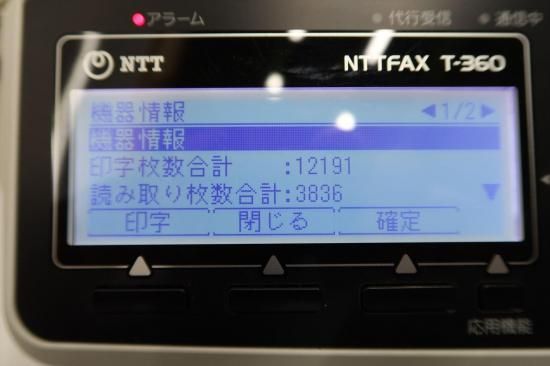 アラーム 代行受信 通信中
NTT NTTFAX T-360
機器情報 ◀1/2▶
機器情報
印字枚数合計 :12191
読み取り枚数合計:3836 ▼
印字 閉じる 確定
応用機能